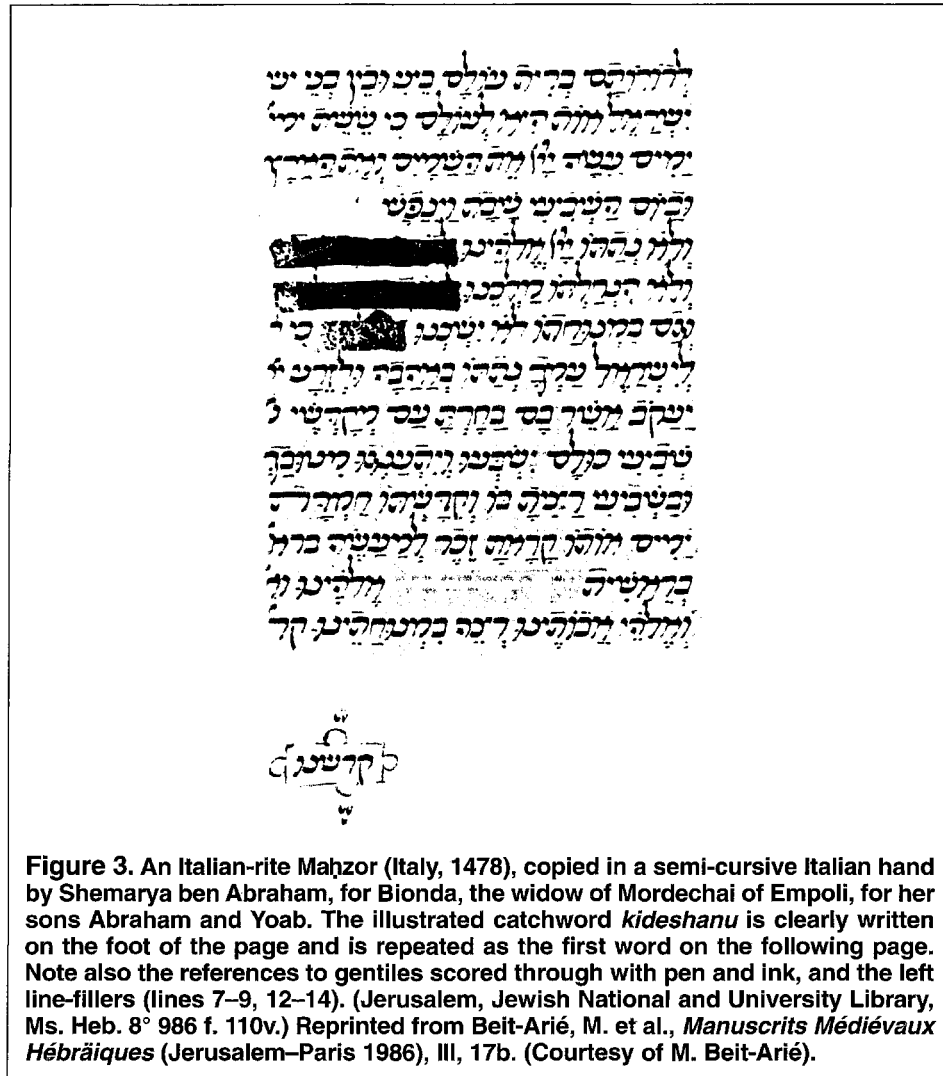 לדורותם ברית עולם ביני ובין בני יש
ישראל אות היא לעולם כי ששת ימי
ימים עשה יי את השמים ואת הארץ
וביום השביעי שבת וינפש
ולא נתתו יי אלהינו
ולא הנחלתו מלכנו
וגם במנוחתו לא ישכנו כי
לישראל עמך נתתו באהבה ולזרע
יעקב אשר בם בחרת עם מקדשי
שביעי כולם ישבעו ויתענגו מטובך
ובשביעי רצית בו וקדשתו חמדת
ימים אותו קראת זכר למעשה ברא
בראשית אלהינו
ואלהי אבותינו רצה במנוחתינו קד
קדשנו
Figure 3. An Italian-rite Maḥzor (Italy, 1478), copied in a semi-cursive Italian hand
by Shemarya ben Abraham, for Bionda, the widow of Mordechai of Empoli, for her
sons Abraham and Yoab. The illustrated catchword kideshanu is clearly written
on the foot of the page and is repeated as the first word on the following page.
Note also the references to gentiles scored through with pen and ink, and the left
line-fillers (lines 7–9, 12–14). (Jerusalem, Jewish National and University Library,
Ms. Heb. 8° 986 f. 110v.) Reprinted from Beit-Arié, M. et al., Manuscrits Médiévaux
Hébräiques (Jerusalem–Paris 1986), III, 17b. (Courtesy of M. Beit-Arié).